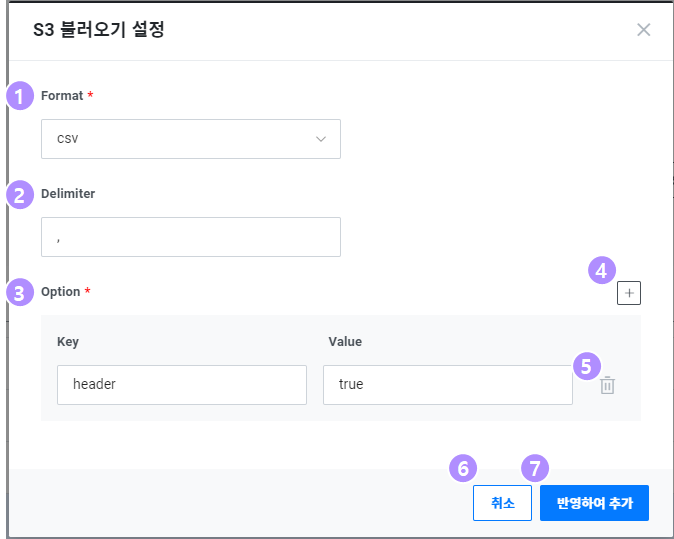 S3 블러오기 설정
1 Format *
csv
2 Delimiter
,
4
3 Option *
Key Value
5
header true
6 7
취소 반영하여 추가